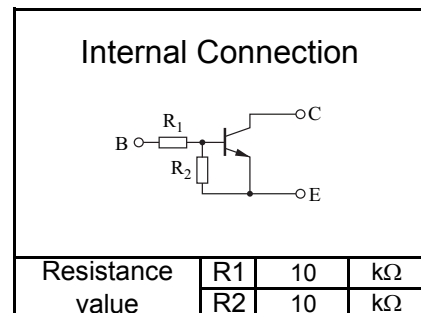 Internal Connection
C
R1
B
R2
E
Resistance value R1 10 kΩ
R2 10 kΩ